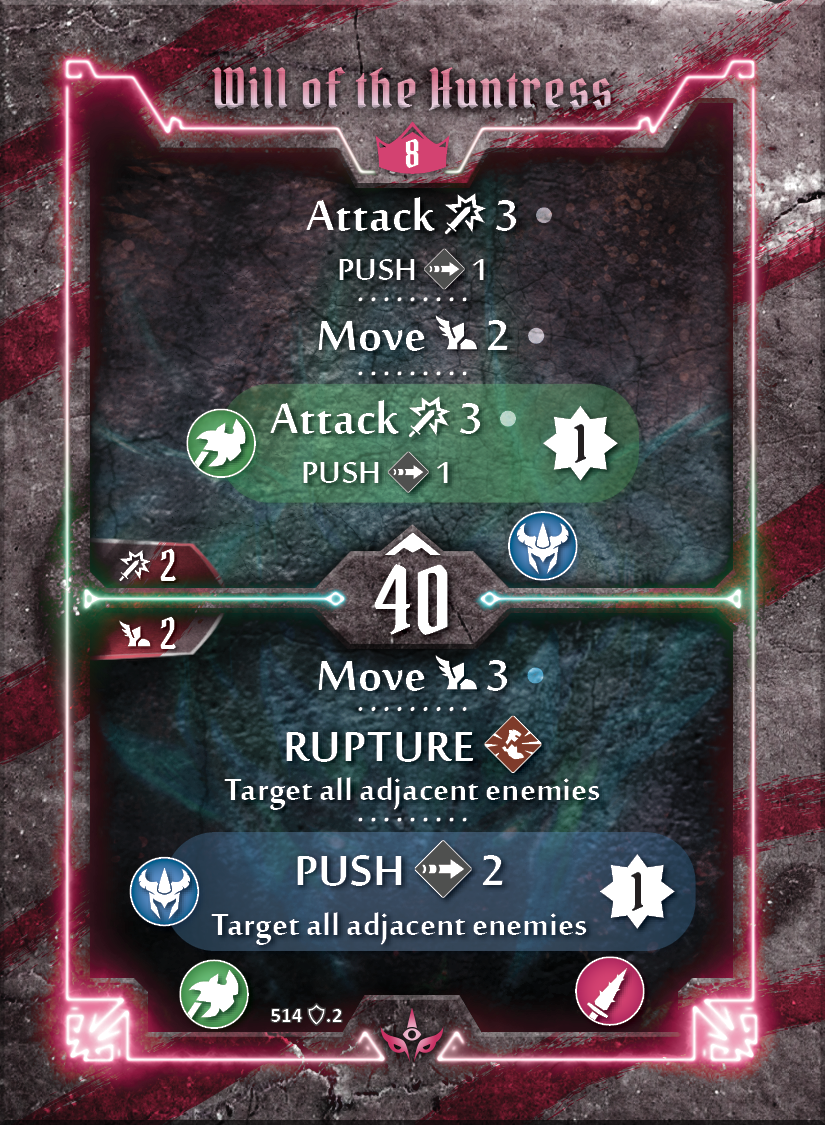 Will of the Huntress
8
Attack 3
PUSH 1
Move 2
Attack 3
PUSH 1
1
2
40
2
Move 3
RUPTURE
Target all adjacent enemies
PUSH 2
1
Target all adjacent enemies
514 .2